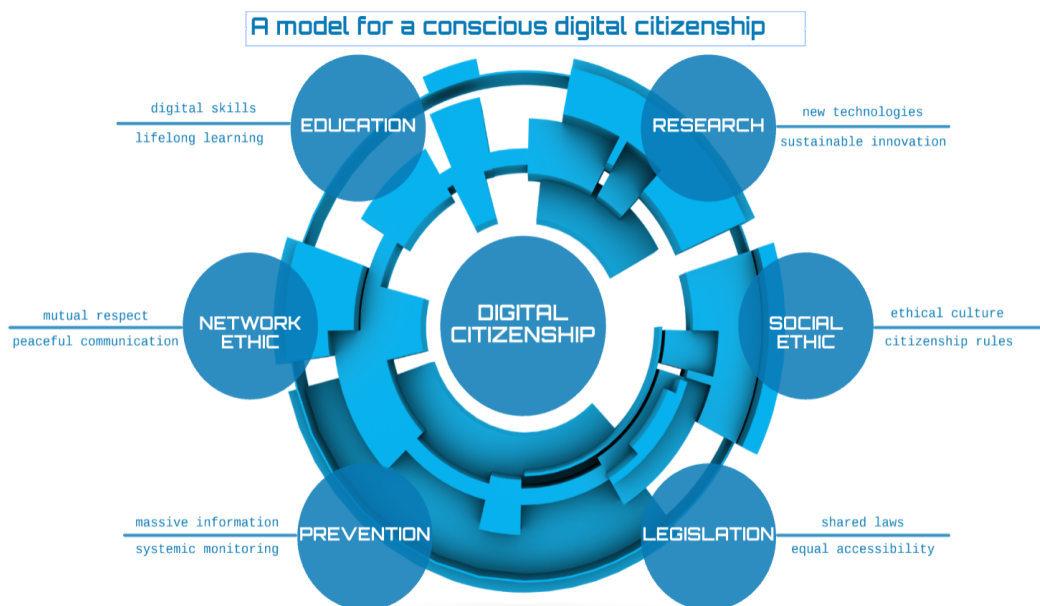 A model for a conscious digital citizenship
digital skills
lifelong learning
EDUCATION
RESEARCH
new technologies
sustainable innovation
mutual respect
peaceful communication
NETWORK
ETHIC
DIGITAL
CITIZENSHIP
SOCIAL
ETHIC
ethical culture
citizenship rules
massive information
systemic monitoring
PREVENTION
LEGISLATION
shared laws
equal accessibility